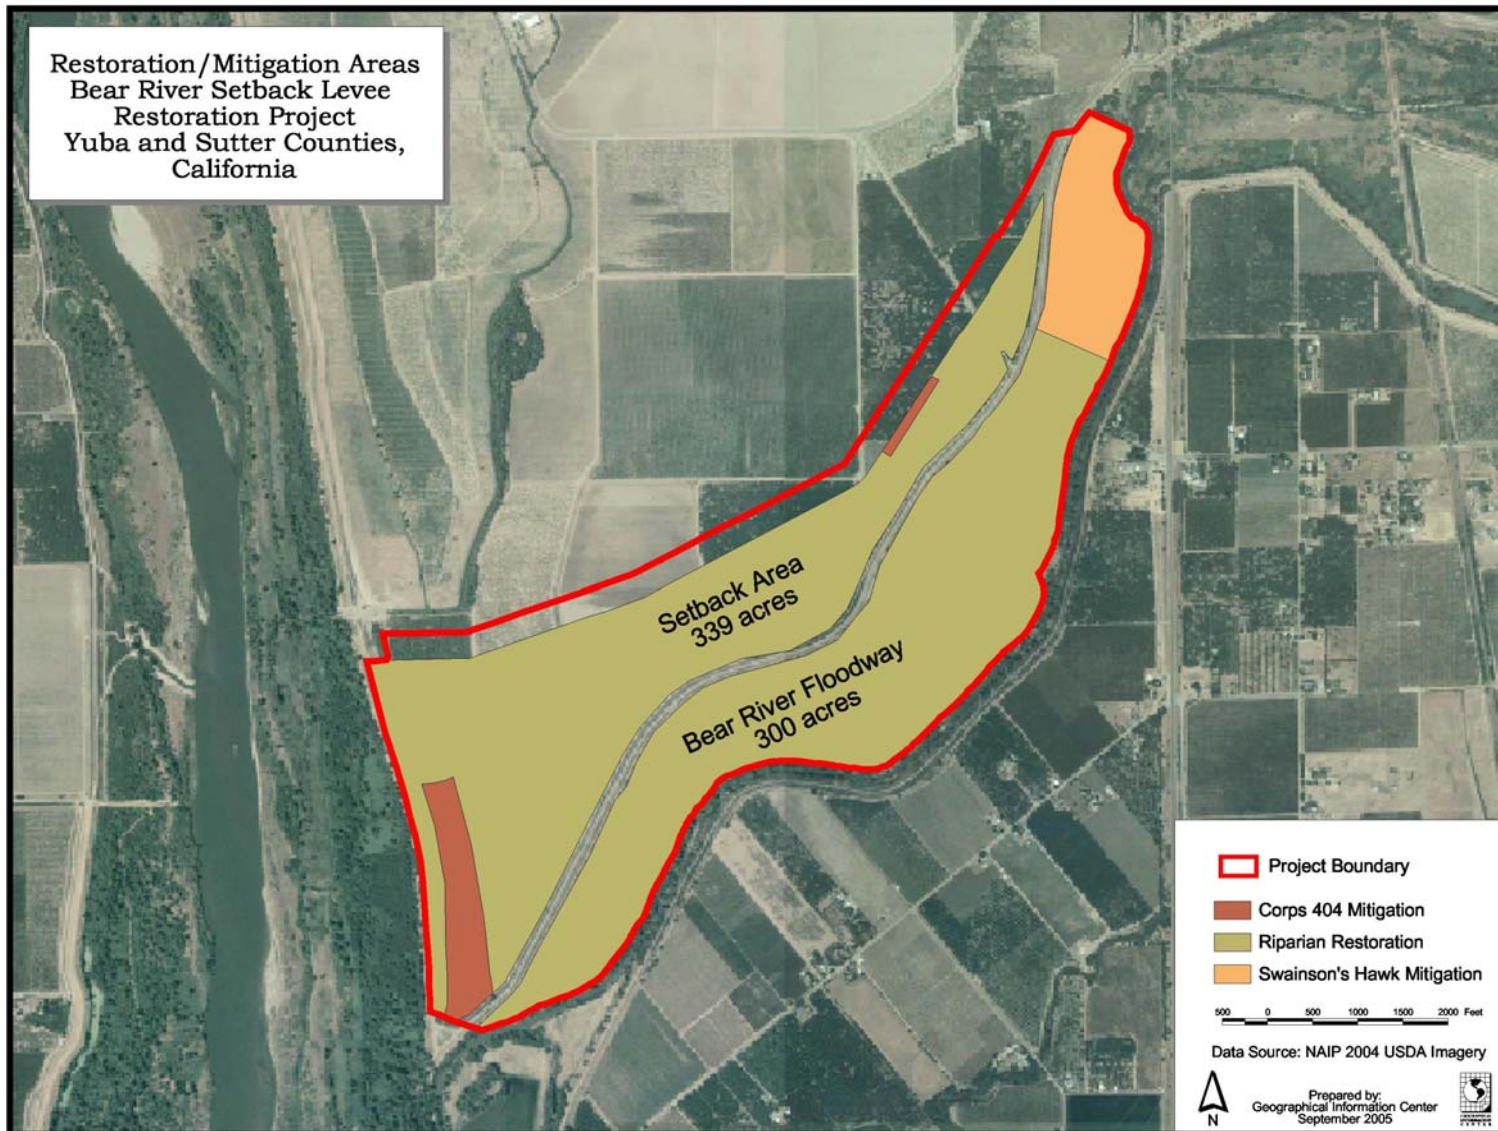 Restoration/Mitigation Areas
Bear River Setback Levee
Restoration Project
Yuba and Sutter Counties,
California
Setback Area
339 acres
Bear River Floodway
300 acres
Project Boundary
Corps 404 Mitigation
Riparian Restoration
Swainson's Hawk Mitigation
500 0 500 1000 1500 2000 Feet
Data Source: NAIP 2004 USDA Imagery
N
Prepared by:
Geographical Information Center
September 2005